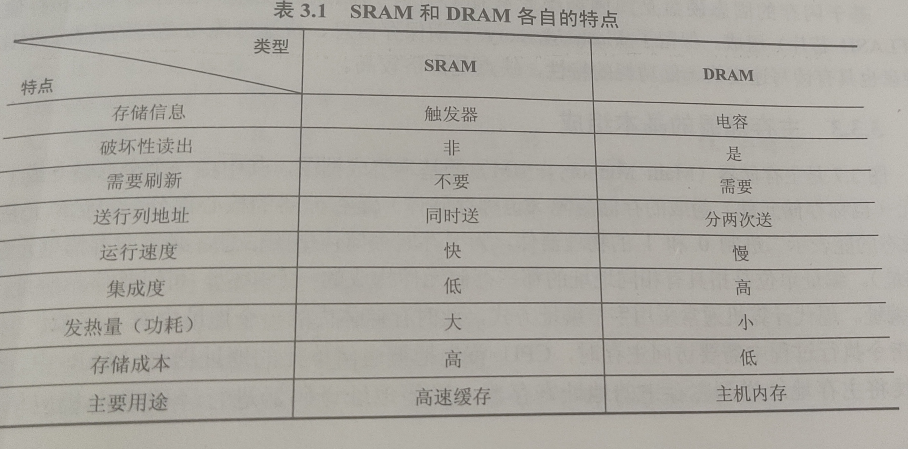 表 3.1 SRAM 和 DRAM 各自的特点
类型
特点
SRAM
DRAM
存储信息 触发器 电容
破坏性读出 非 是
需要刷新 不要 需要
送行列地址 同时送 分两次送
运行速度 快 慢
集成度 低 高
发热量（功耗） 大 小
存储成本 高 低
主要用途 高速缓存 主机内存